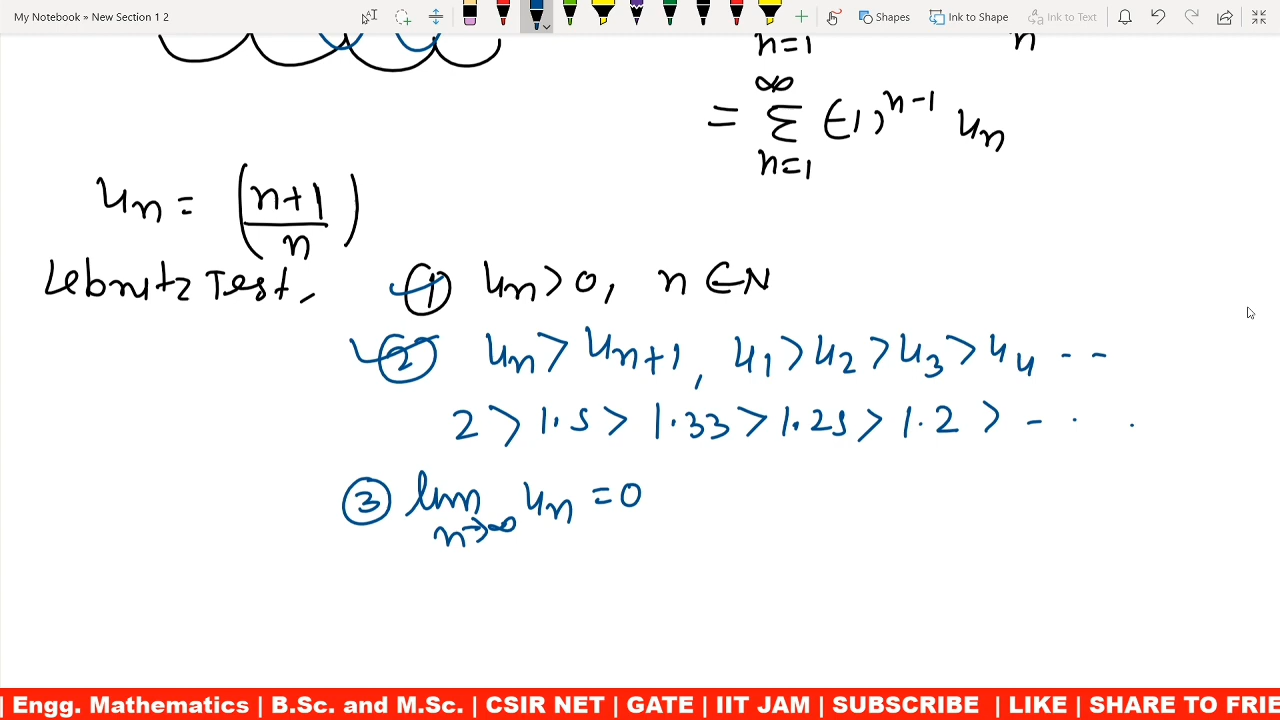 My Notebook » New Section 1 2
Shapes Ink to Shape Ink to Text
n=1 n
∞
= Σ (-1)^{n-1} u_n
n=1
u_n = (n+1/n)
Lebnitz Test, ① u_n > 0, n ∈ N
② u_n > u_{n+1}, u_1 > u_2 > u_3 > u_4 - -
2 > 1.5 > 1.33 > 1.25 > 1.2 > - . .
③ lim u_n = 0
n→∞
| Engg. Mathematics | B.Sc. and M.Sc. | CSIR NET | GATE | IIT JAM | SUBSCRIBE | LIKE | SHARE TO FRIE